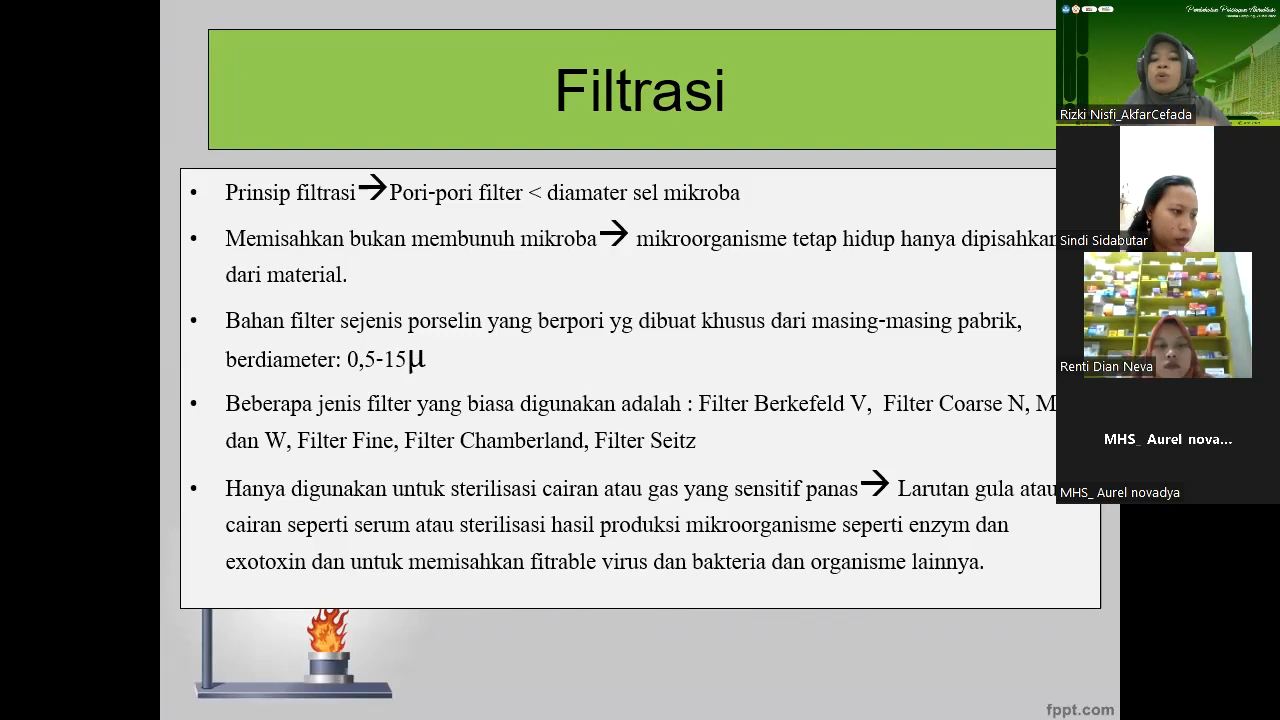 Filtrasi
• Prinsip filtrasi→Pori-pori filter < diamater sel mikroba
• Memisahkan bukan membunuh mikroba→ mikroorganisme tetap hidup hanya dipisahkan
dari material.
• Bahan filter sejenis porselin yang berpori yg dibuat khusus dari masing-masing pabrik,
berdiameter: 0,5-15µ
• Beberapa jenis filter yang biasa digunakan adalah : Filter Berkefeld V, Filter Coarse N, M
dan W, Filter Fine, Filter Chamberland, Filter Seitz
• Hanya digunakan untuk sterilisasi cairan atau gas yang sensitif panas→ Larutan gula atau
cairan seperti serum atau sterilisasi hasil produksi mikroorganisme seperti enzym dan
exotoxin dan untuk memisahkan fitrable virus dan bakteria dan organisme lainnya.
fppt.com
Rizki Nisfi_AkfarCefada
Sindi Sidabutar
Renti Dian Neva
MHS_ Aurel nova...
MHS_ Aurel novadya